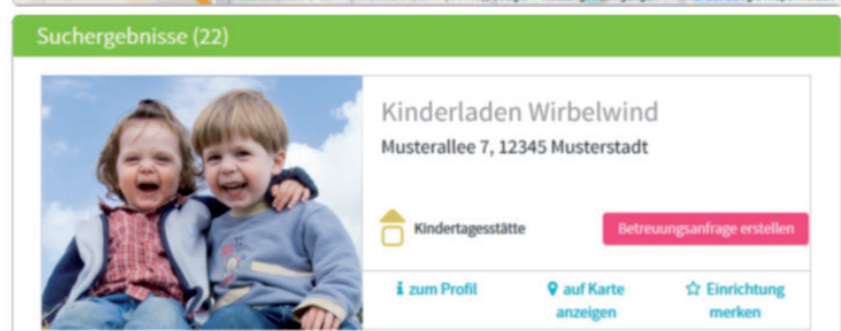 Suchergebnisse (22)
Kinderladen Wirbelwind
Musterallee 7, 12345 Musterstadt
Kindertagesstätte
Betreuungsanfrage erstellen
zum Profil
auf Karte
anzeigen
Einrichtung
merken